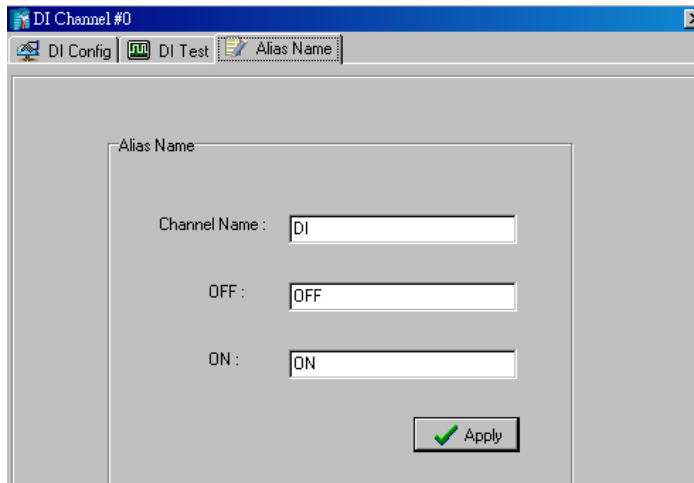 DI Channel #0
DI Config DI Test Alias Name
Alias Name
Channel Name : DI
OFF : OFF
ON : ON
Apply